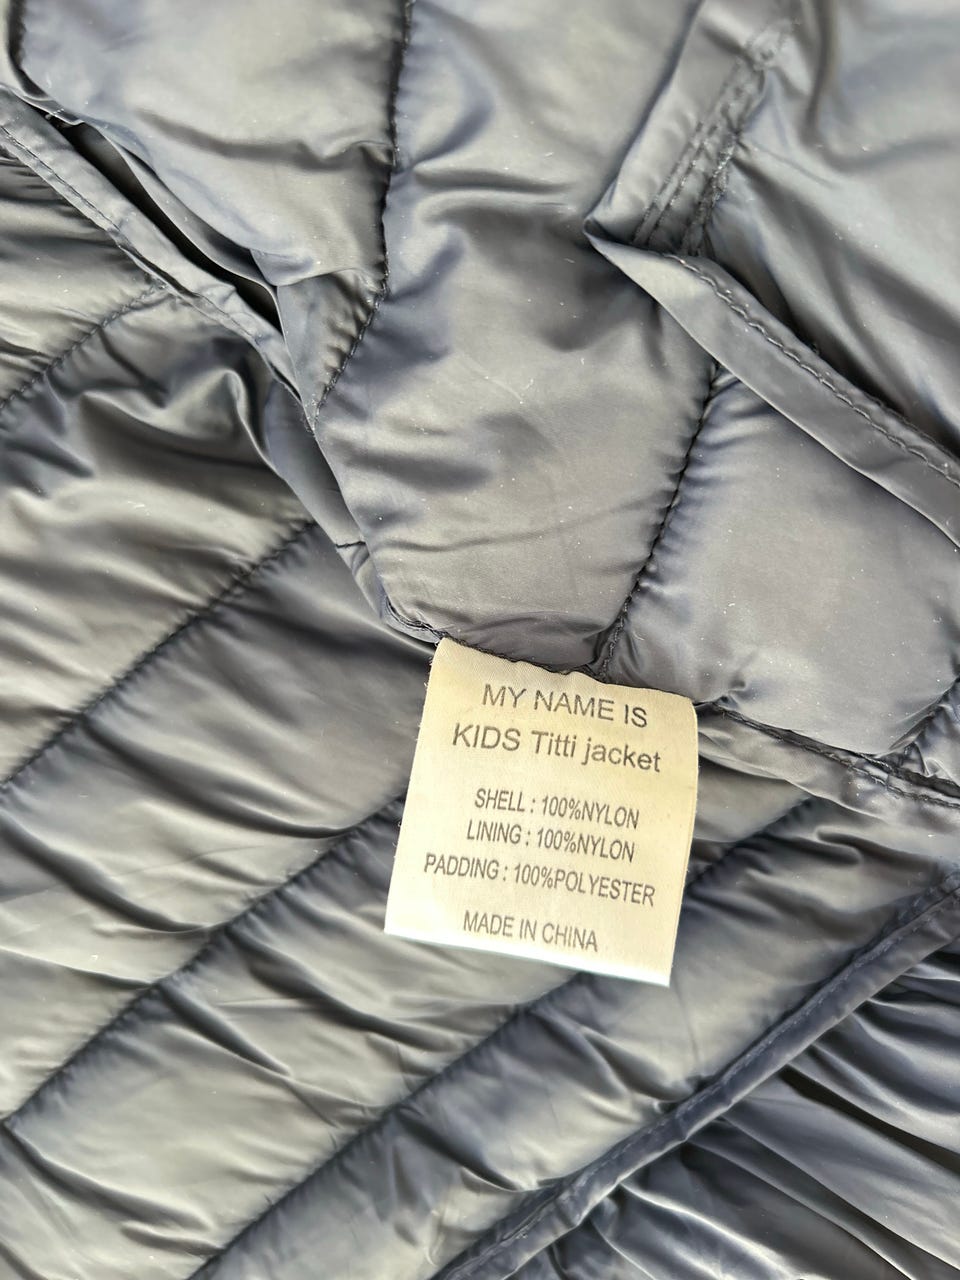 MY NAME IS
KIDS Titti jacket
SHELL : 100%NYLON
LINING : 100%NYLON
PADDING : 100%POLYESTER
MADE IN CHINA